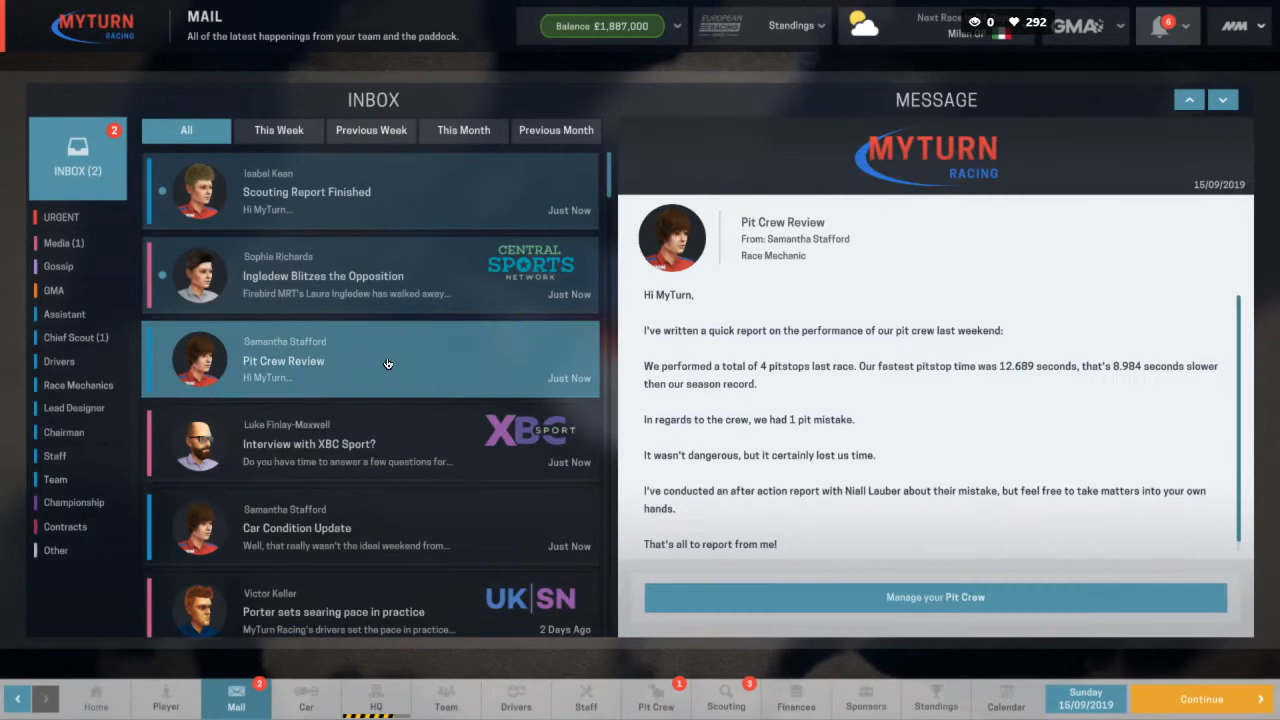 MYTURN
RACING
MAIL
All of the latest happenings from your team and the paddock.
Balance £1,887,000
EUROPEAN
RACING
Standings
Next Race
Milan GP
0
292
GMA
6
INBOX
2
INBOX (2)
URGENT
Media (1)
Gossip
GMA
Assistant
Chief Scout (1)
Drivers
Race Mechanics
Lead Designer
Chairman
Staff
Team
Championship
Contracts
Other
All
This Week
Previous Week
This Month
Previous Month
Isabel Kean
Scouting Report Finished
Hi MyTurn...
Just Now
Sophie Richards
Ingledew Blitzes the Opposition
Firebird MRT's Laura Ingledew has walked away...
CENTRAL
SPORTS
NETWORK
Just Now
Samantha Stafford
Pit Crew Review
Hi MyTurn...
Just Now
Luke Finlay-Maxwell
Interview with XBC Sport?
Do you have time to answer a few questions for...
XBC SPORT
Just Now
Samantha Stafford
Car Condition Update
Well, that really wasn't the ideal weekend from...
Just Now
Victor Keller
Porter sets searing pace in practice
MyTurn Racing's drivers set the pace in practice...
UK|SN
2 Days Ago
MESSAGE
MYTURN
RACING
15/09/2019
Pit Crew Review
From: Samantha Stafford
Race Mechanic
Hi MyTurn,
I've written a quick report on the performance of our pit crew last weekend:
We performed a total of 4 pitstops last race. Our fastest pitstop time was 12.689 seconds, that's 8.984 seconds slower
then our season record.
In regards to the crew, we had 1 pit mistake.
It wasn't dangerous, but it certainly lost us time.
I've conducted an after action report with Niall Lauber about their mistake, but feel free to take matters into your own
hands.
That's all to report from me!
Manage your Pit Crew
Home
Player
2
Mail
Car
HQ
Team
Drivers
Staff
1
Pit Crew
3
Scouting
Finances
Sponsors
Standings
Calendar
Sunday
15/09/2019
Continue